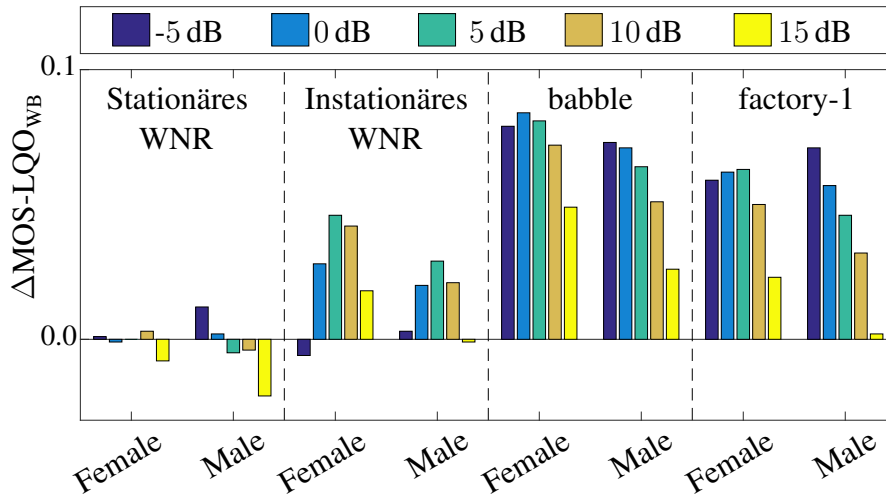 -5 dB 0 dB 5 dB 10 dB 15 dB
0.1
Stationäres Instationäres babble factory-1
WNR WNR
ΔMOS-LQO_WB
0.0
Female Male Female Male Female Male Female Male